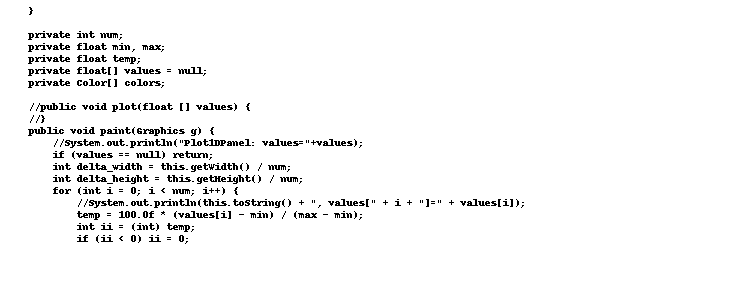 }

private int num;
private float min, max;
private float temp;
private float[] values = null;
private Color[] colors;

//public void plot(float [] values) {
//}
public void paint(Graphics g) {
    //System.out.println("Plot1DPanel: values="+values);
    if (values == null) return;
    int delta_width = this.getWidth() / num;
    int delta_height = this.getHeight() / num;
    for (int i = 0; i < num; i++) {
        //System.out.println(this.toString() + ", values[" + i + "]=" + values[i]);
        temp = 100.0f * (values[i] - min) / (max - min);
        int ii = (int) temp;
        if (ii < 0) ii = 0;